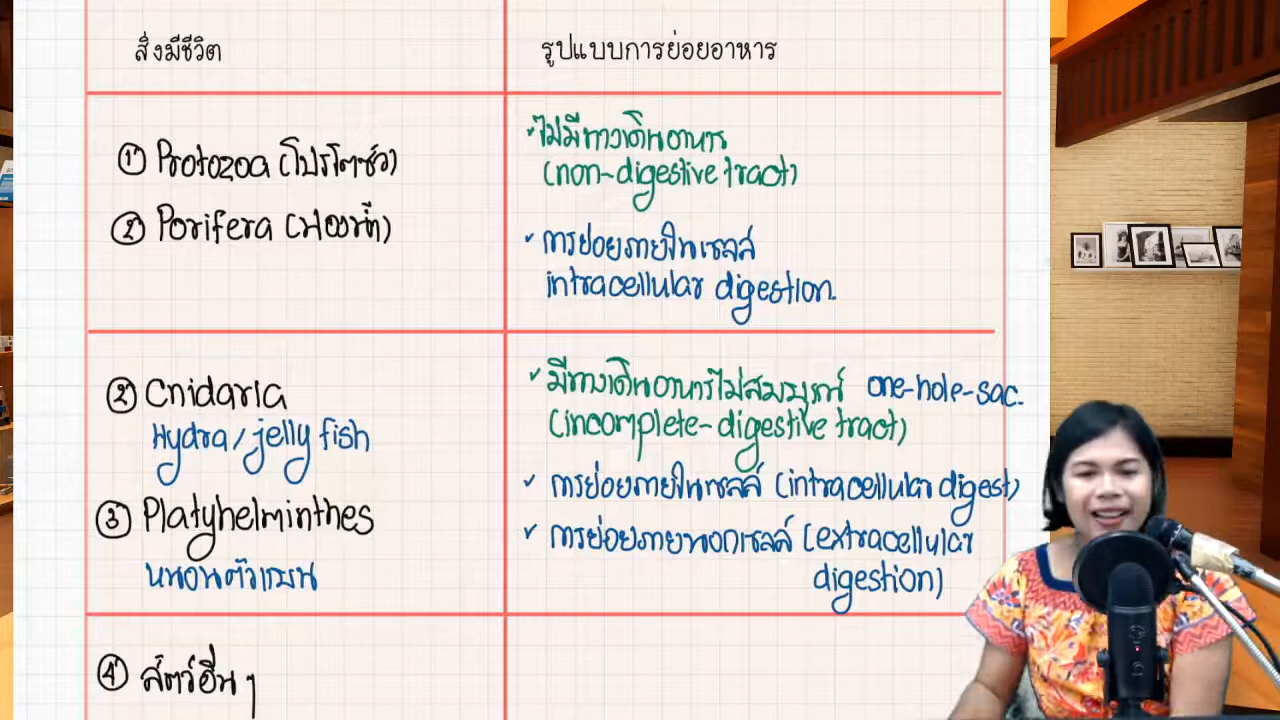 สิ่งมีชีวิต
รูปแบบการย่อยอาหาร
① Protozoa (โปรโตซัว)
② Porifera (ฟองน้ำ)
✓ ไม่มีทางเดินอาหาร
(non-digestive tract)
✓ การย่อยภายในเซลล์
intracellular digestion.
② Cnidaria
Hydra / jelly fish
③ Platyhelminthes
หนอนตัวแบน
✓ มีทางเดินอาหารไม่สมบูรณ์ one-hole-sac.
(incomplete-digestive tract)
✓ การย่อยภายในเซลล์ (intracellular digest)
✓ การย่อยภายนอกเซลล์ (extracellular
digestion)
④ สัตว์อื่น ๆ